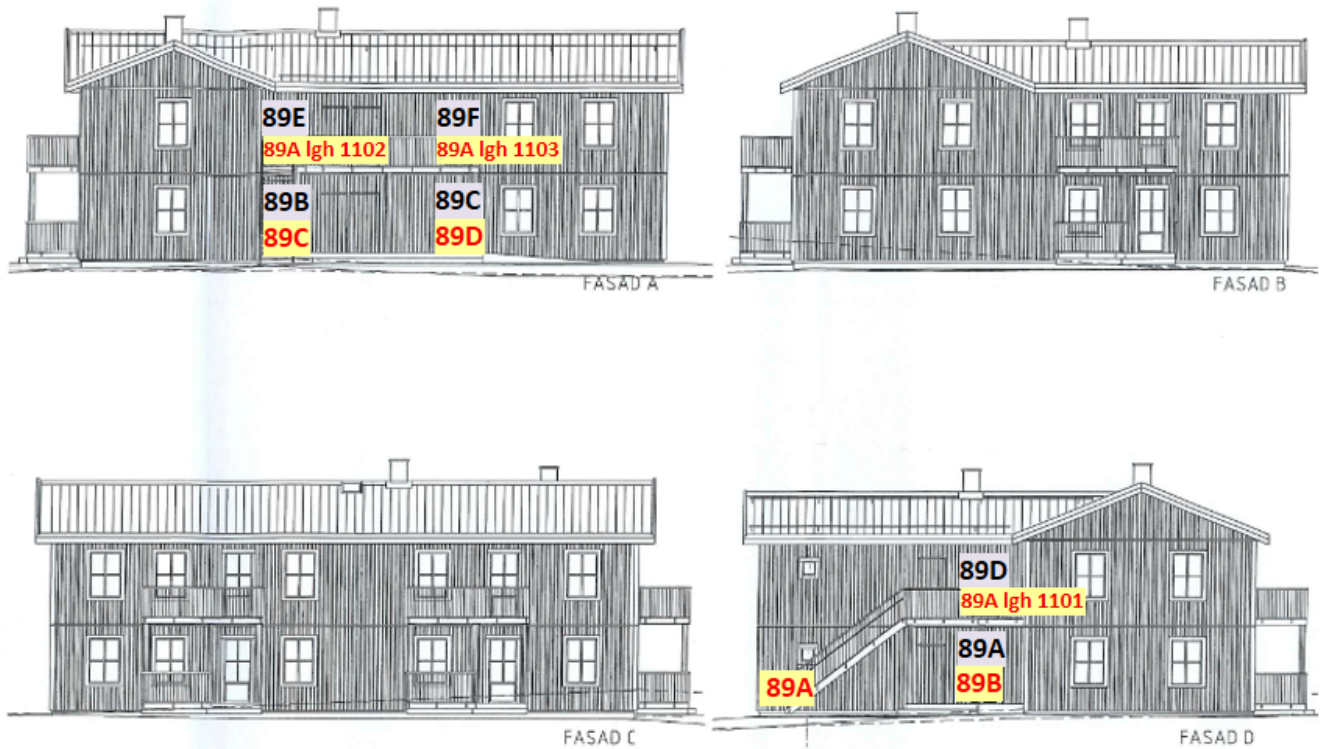 89E
89F
89A lgh 1102
89A lgh 1103
89B
89C
89C
89D
FASAD A
FASAD B
89D
89A lgh 1101
89A
89A
89B
FASAD C
FASAD D